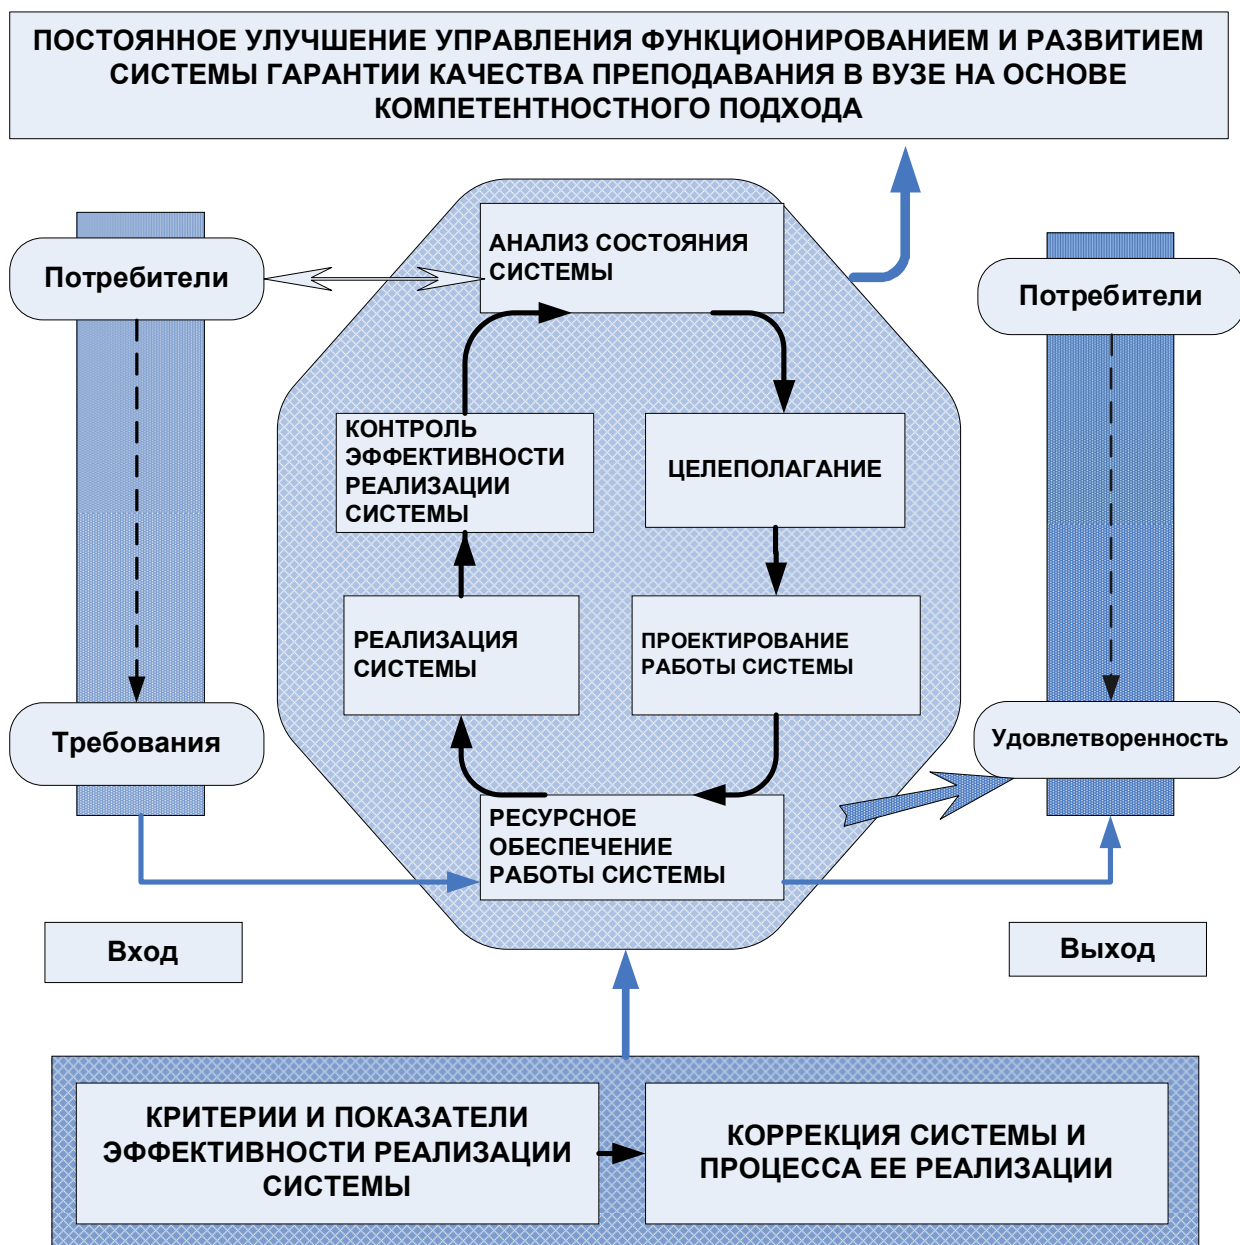 ПОСТОЯННОЕ УЛУЧШЕНИЕ УПРАВЛЕНИЯ ФУНКЦИОНИРОВАНИЕМ И РАЗВИТИЕМ
СИСТЕМЫ ГАРАНТИИ КАЧЕСТВА ПРЕПОДАВАНИЯ В ВУЗЕ НА ОСНОВЕ
КОМПЕТЕНТНОСТНОГО ПОДХОДА
Потребители
АНАЛИЗ СОСТОЯНИЯ
СИСТЕМЫ
Потребители
КОНТРОЛЬ
ЭФФЕКТИВНОСТИ
РЕАЛИЗАЦИИ
СИСТЕМЫ
ЦЕЛЕПОЛАГАНИЕ
РЕАЛИЗАЦИЯ
СИСТЕМЫ
ПРОЕКТИРОВАНИЕ
РАБОТЫ СИСТЕМЫ
Требования
Удовлетворенность
РЕСУРСНОЕ
ОБЕСПЕЧЕНИЕ
РАБОТЫ СИСТЕМЫ
Вход
Выход
КРИТЕРИИ И ПОКАЗАТЕЛИ
ЭФФЕКТИВНОСТИ РЕАЛИЗАЦИИ
СИСТЕМЫ
КОРРЕКЦИЯ СИСТЕМЫ И
ПРОЦЕССА ЕЕ РЕАЛИЗАЦИИ